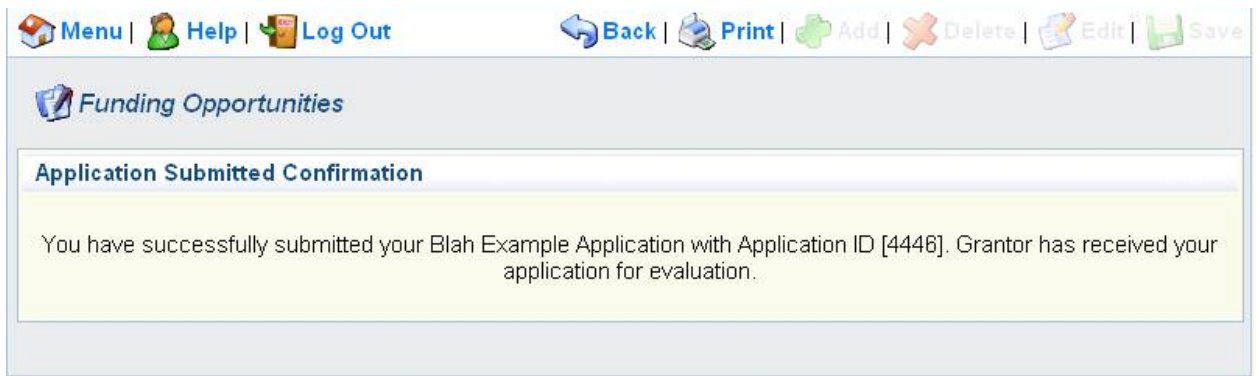 Menu | Help | Log Out Back | Print | Add | Delete | Edit | Save
Funding Opportunities
Application Submitted Confirmation
You have successfully submitted your Blah Example Application with Application ID [4446]. Grantor has received your
application for evaluation.